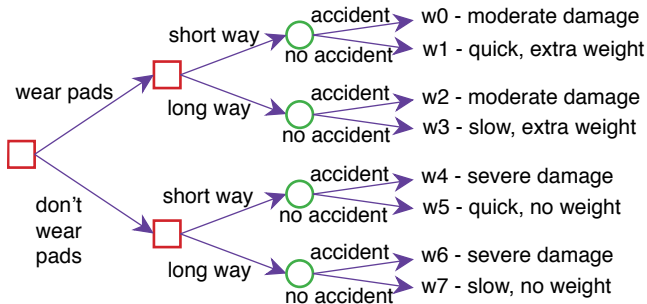 accident
w0 - moderate damage
short way
w1 - quick, extra weight
no accident
wear pads
accident
w2 - moderate damage
long way
w3 - slow, extra weight
no accident
accident
w4 - severe damage
short way
w5 - quick, no weight
no accident
don't
wear
pads
accident
w6 - severe damage
long way
w7 - slow, no weight
no accident